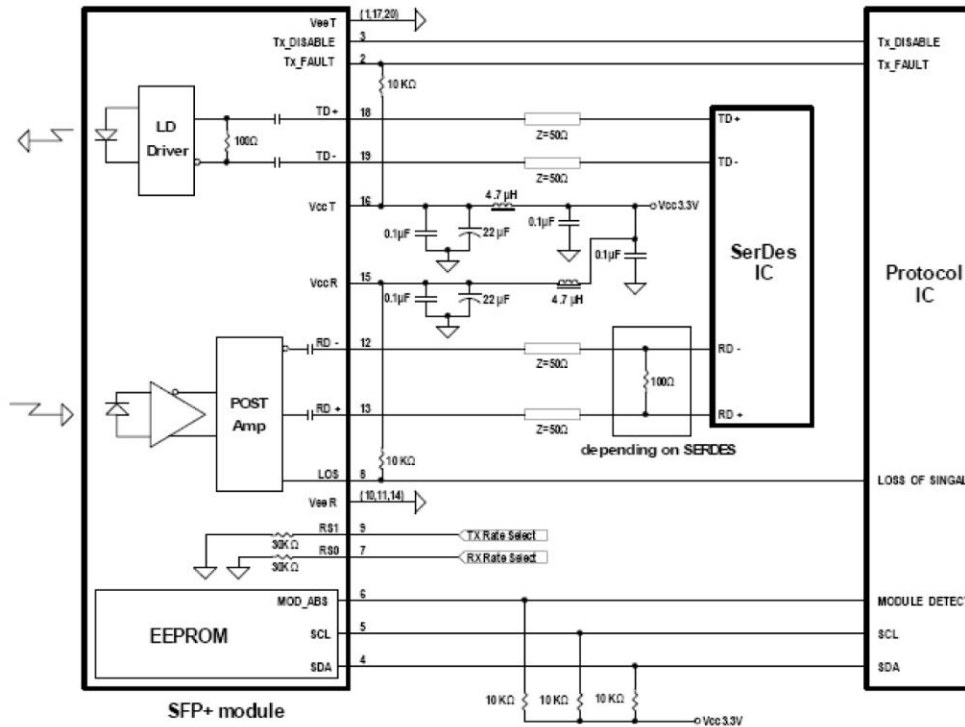 VeeT (1,17,20)
Tx_DISABLE 3 Tx_DISABLE
Tx_FAULT 2 Tx_FAULT
10 KΩ
LD
Driver
100Ω
TD+ 18 Z=50Ω TD+
TD - 19 Z=50Ω TD -
VccT 16 4.7 µH Vcc3.3V
0.1µF 22 µF 0.1µF
0.1µF
SerDes
IC
Protocol
IC
VccR 15
0.1µF 22 µF 4.7 µH
RD - 12 Z=50Ω RD -
100Ω
POST
Amp
RD + 13 Z=50Ω RD +
depending on SERDES
10 KΩ
LOS 8 LOSS OF SINGAL
VeeR (10,11,14)
RS1 9 TX Rate Select
30KΩ
RS0 7 RX Rate Select
30KΩ
MOD_ABS 6 MODULE DETECT
EEPROM
SCL 5 SCL
SDA 4 SDA
10 KΩ 10 KΩ 10 KΩ
Vcc3.3V
SFP+ module